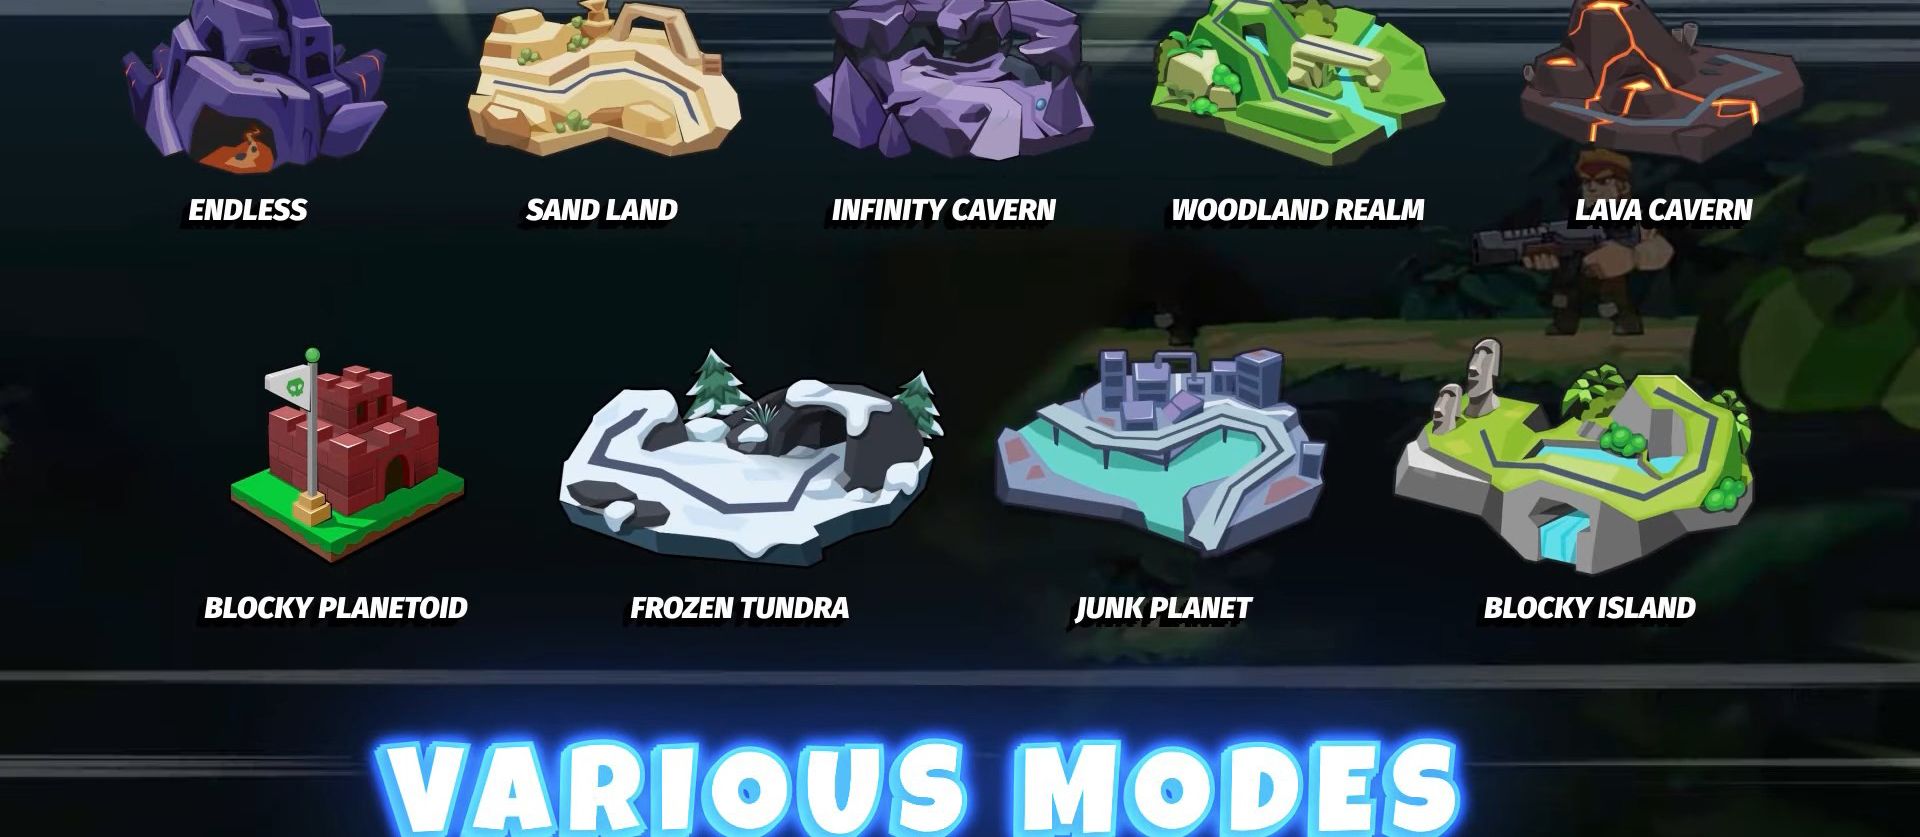 ENDLESS
SAND LAND
INFINITY CAVERN
WOODLAND REALM
LAVA CAVERN
BLOCKY PLANETOID
FROZEN TUNDRA
JUNK PLANET
BLOCKY ISLAND
VARIOUS MODES